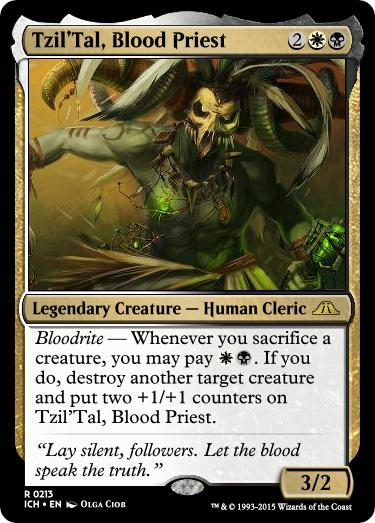 Tzil'Tal, Blood Priest 2
Legendary Creature — Human Cleric
Bloodrite — Whenever you sacrifice a
creature, you may pay . If you
do, destroy another target creature
and put two +1/+1 counters on
Tzil'Tal, Blood Priest.
"Lay silent, followers. Let the blood
speak the truth."
3/2
R 0213
ICH • EN Olga Ciob
™ & © 1993-2015 Wizards of the Coast